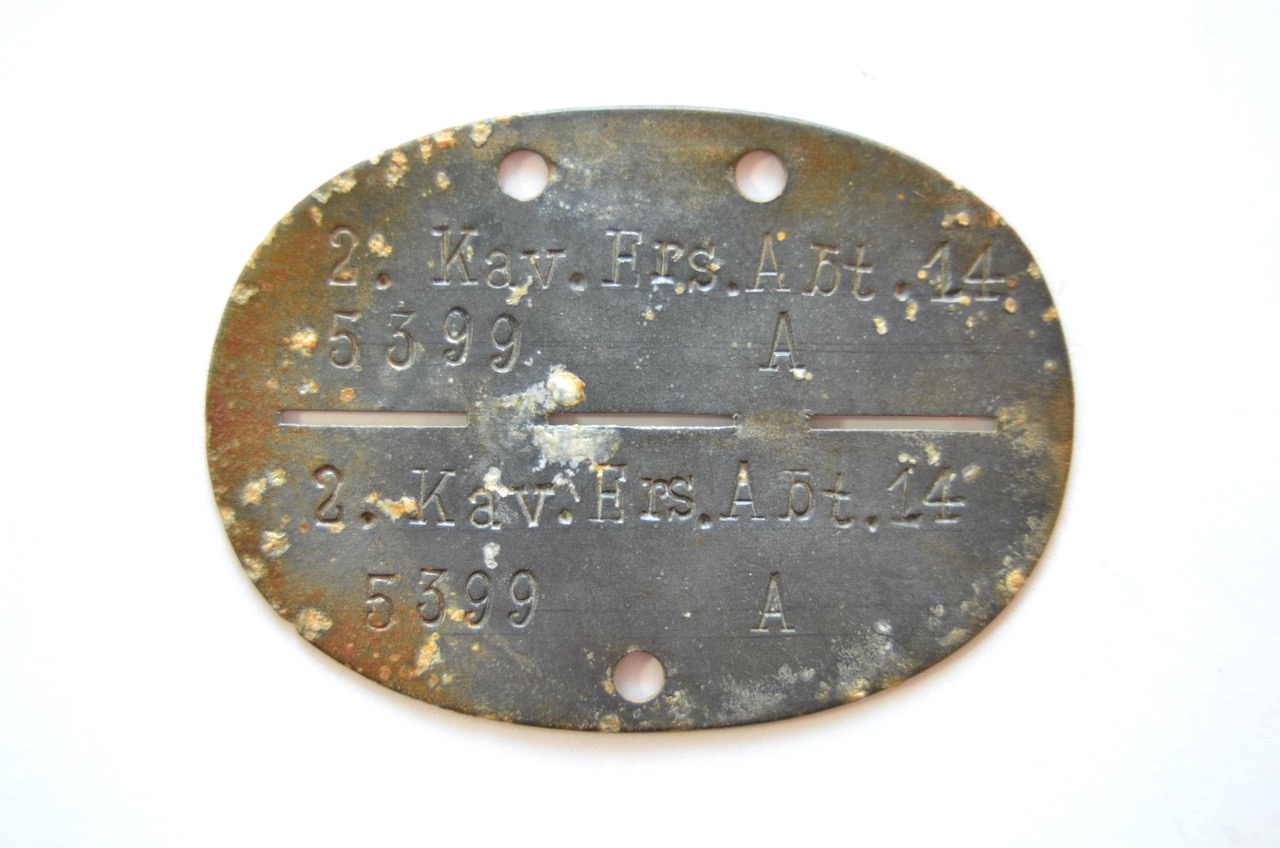 2. Kav. Ers. Abt. 14
5399 A
2. Kav. Ers. Abt. 14
5399 A